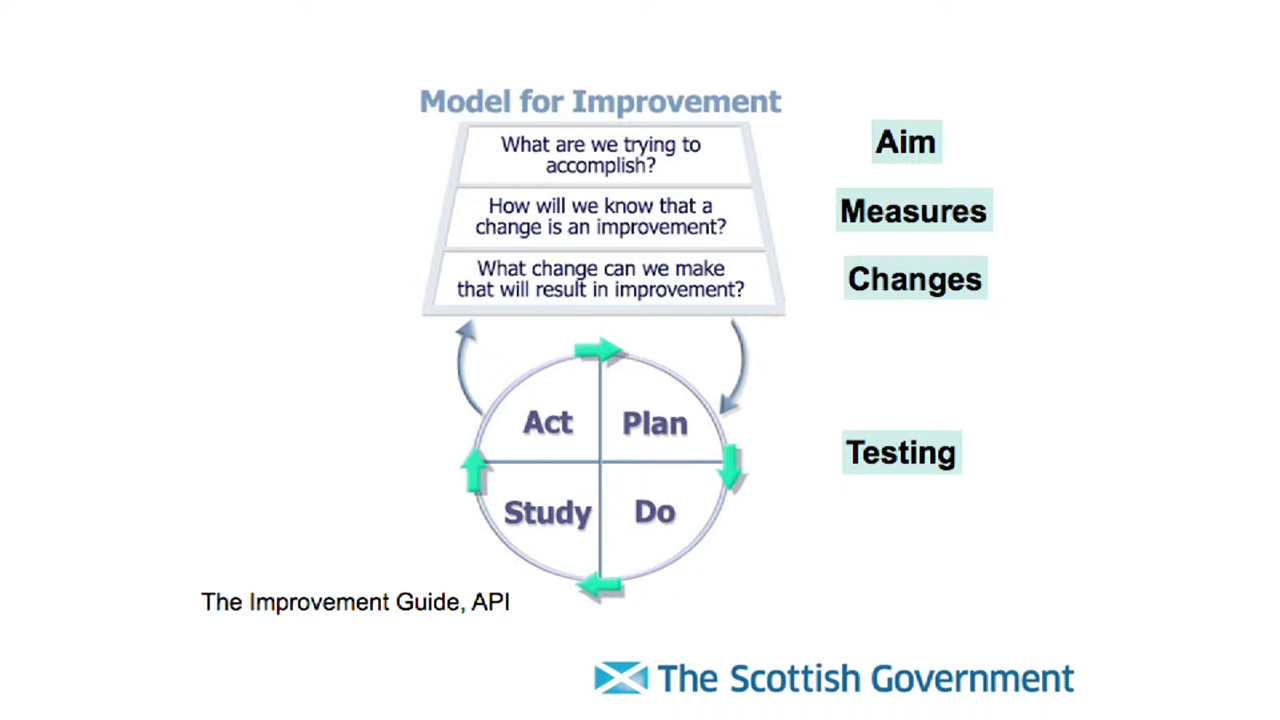 Model for Improvement
What are we trying to
accomplish?
Aim
How will we know that a
change is an improvement?
Measures
What change can we make
that will result in improvement?
Changes
Act
Plan
Testing
Study
Do
The Improvement Guide, API
The Scottish Government